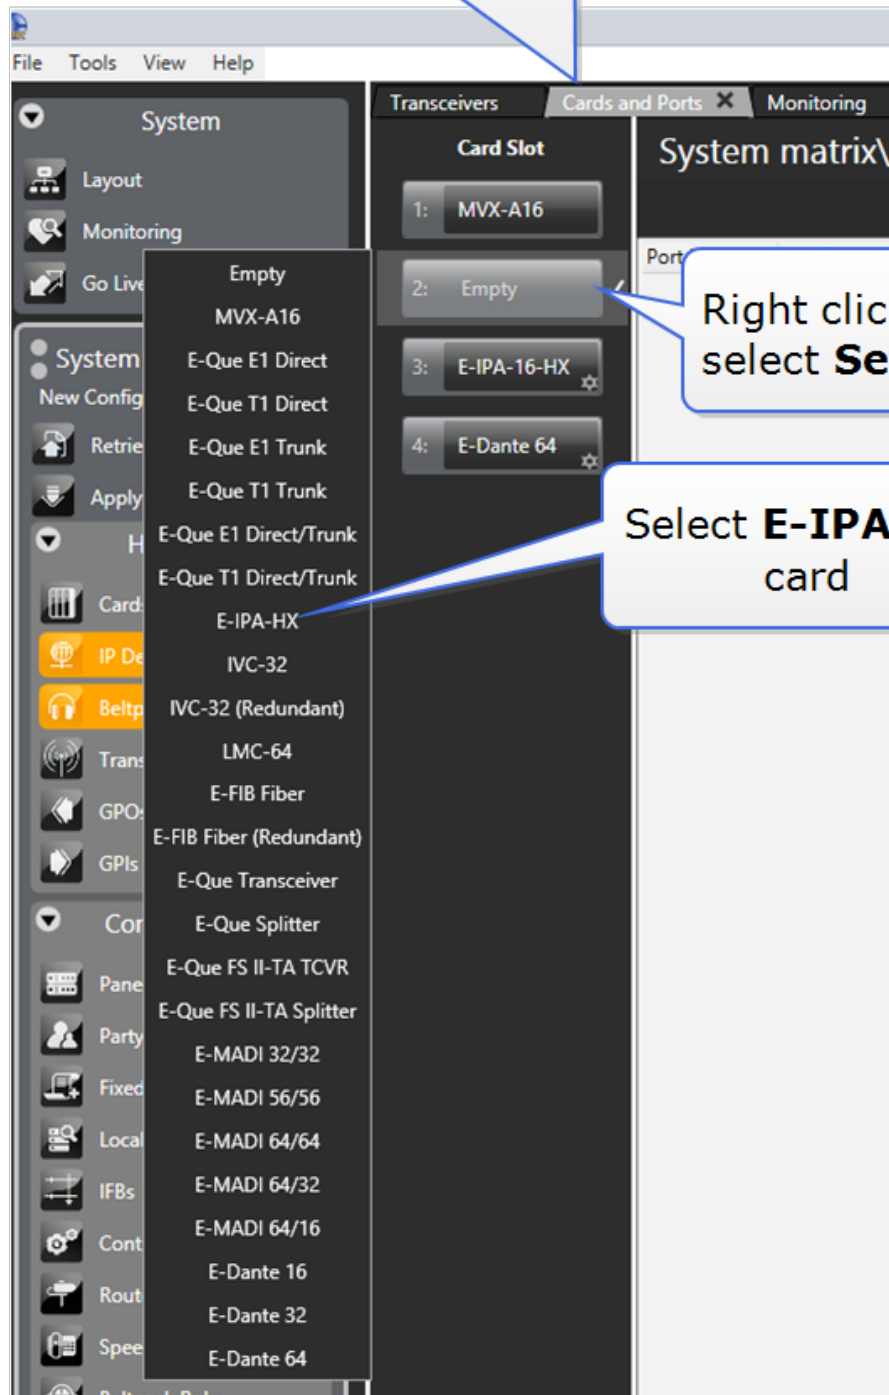 File Tools View Help
System
Layout
Monitoring
Go Live
System
New Config
Retrie
Apply
H
Cards
IP De
Beltp
Trans
GPOs
GPIs
Con
Pane
Party
Fixed
Local
IFBs
Cont
Rout
Spee
Empty
MVX-A16
E-Que E1 Direct
E-Que T1 Direct
E-Que E1 Trunk
E-Que T1 Trunk
E-Que E1 Direct/Trunk
E-Que T1 Direct/Trunk
E-IPA-HX
IVC-32
IVC-32 (Redundant)
LMC-64
E-FIB Fiber
E-FIB Fiber (Redundant)
E-Que Transceiver
E-Que Splitter
E-Que FS II-TA TCVR
E-Que FS II-TA Splitter
E-MADI 32/32
E-MADI 56/56
E-MADI 64/64
E-MADI 64/32
E-MADI 64/16
E-Dante 16
E-Dante 32
E-Dante 64
Transceivers Cards and Ports Monitoring
Card Slot
1: MVX-A16
2: Empty
3: E-IPA-16-HX
4: E-Dante 64
System matrix\
Port
Right clic
select Se
Select E-IPA
card